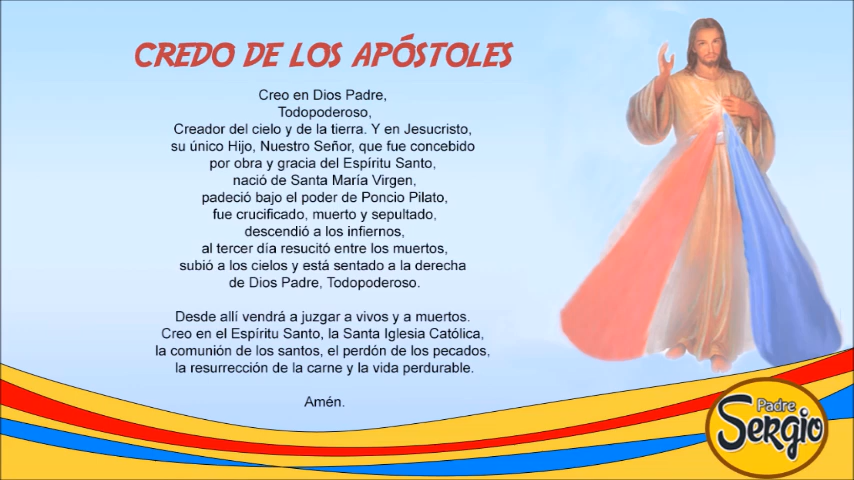 CREDO DE LOS APÓSTOLES
Creo en Dios Padre,
Todopoderoso,
Creador del cielo y de la tierra. Y en Jesucristo,
su único Hijo, Nuestro Señor, que fue concebido
por obra y gracia del Espíritu Santo,
nació de Santa María Virgen,
padeció bajo el poder de Poncio Pilato,
fue crucificado, muerto y sepultado,
descendió a los infiernos,
al tercer día resucitó entre los muertos,
subió a los cielos y está sentado a la derecha
de Dios Padre, Todopoderoso.
Desde allí vendrá a juzgar a vivos y a muertos.
Creo en el Espíritu Santo, la Santa Iglesia Católica,
la comunión de los santos, el perdón de los pecados,
la resurrección de la carne y la vida perdurable.
Amén.
Padre
Sergio